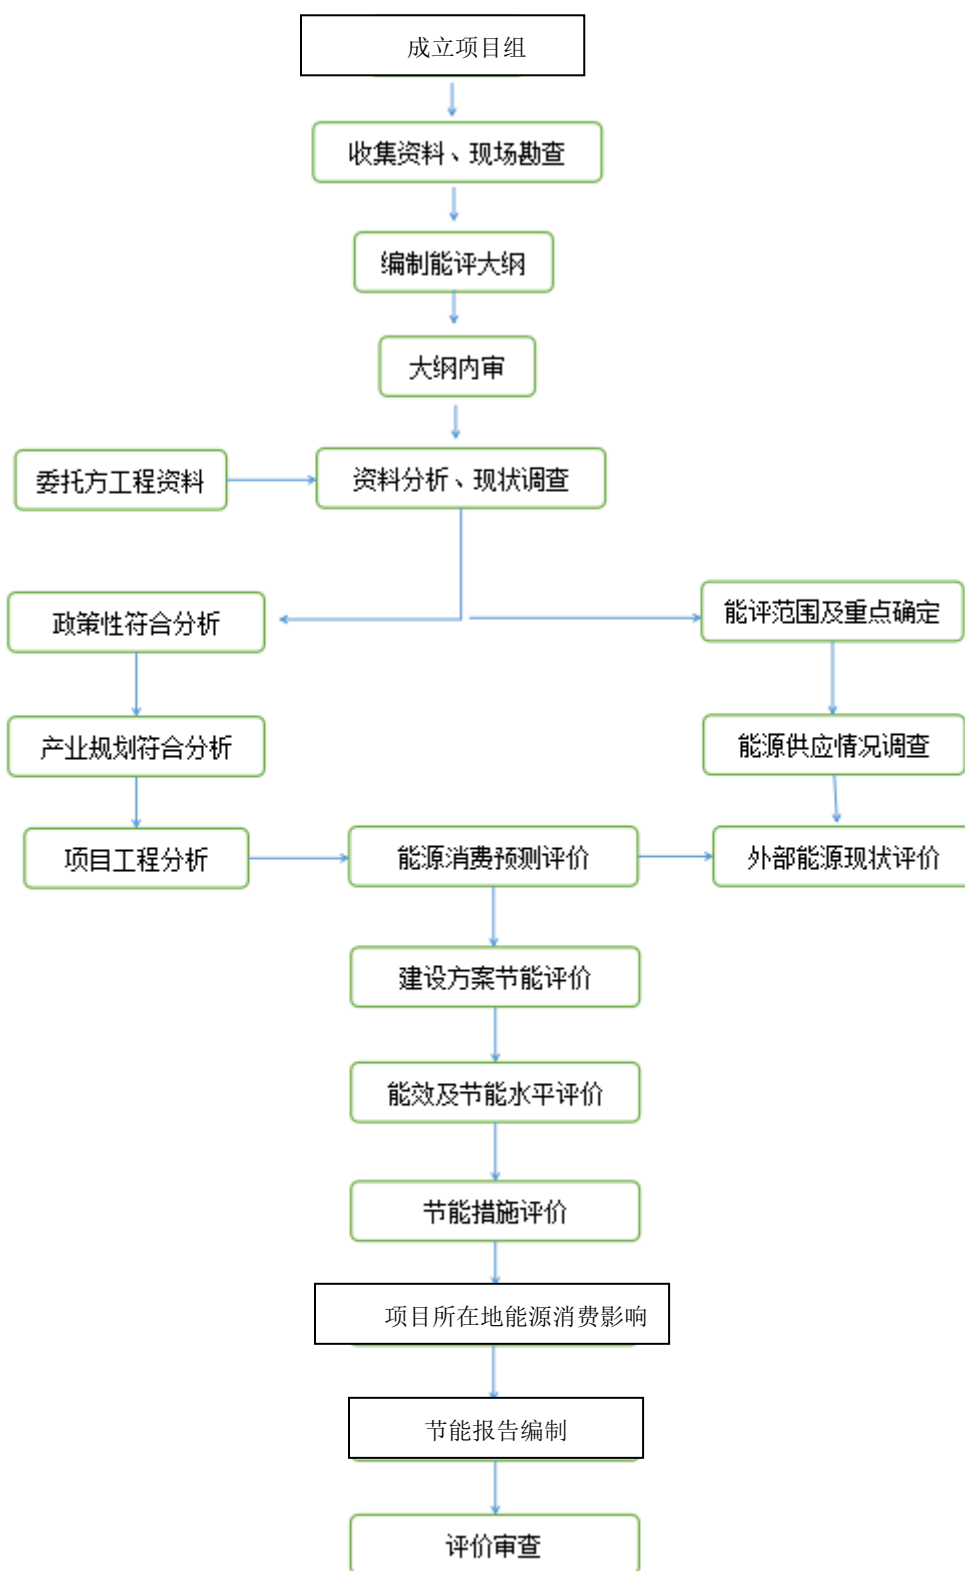 成立项目组
收集资料、现场勘查
编制能评大纲
大纲内审
委托方工程资料
资料分析、现状调查
政策性符合分析
能评范围及重点确定
产业规划符合分析
能源供应情况调查
项目工程分析
能源消费预测评价
外部能源现状评价
建设方案节能评价
能效及节能水平评价
节能措施评价
项目所在地能源消费影响
节能报告编制
评价审查